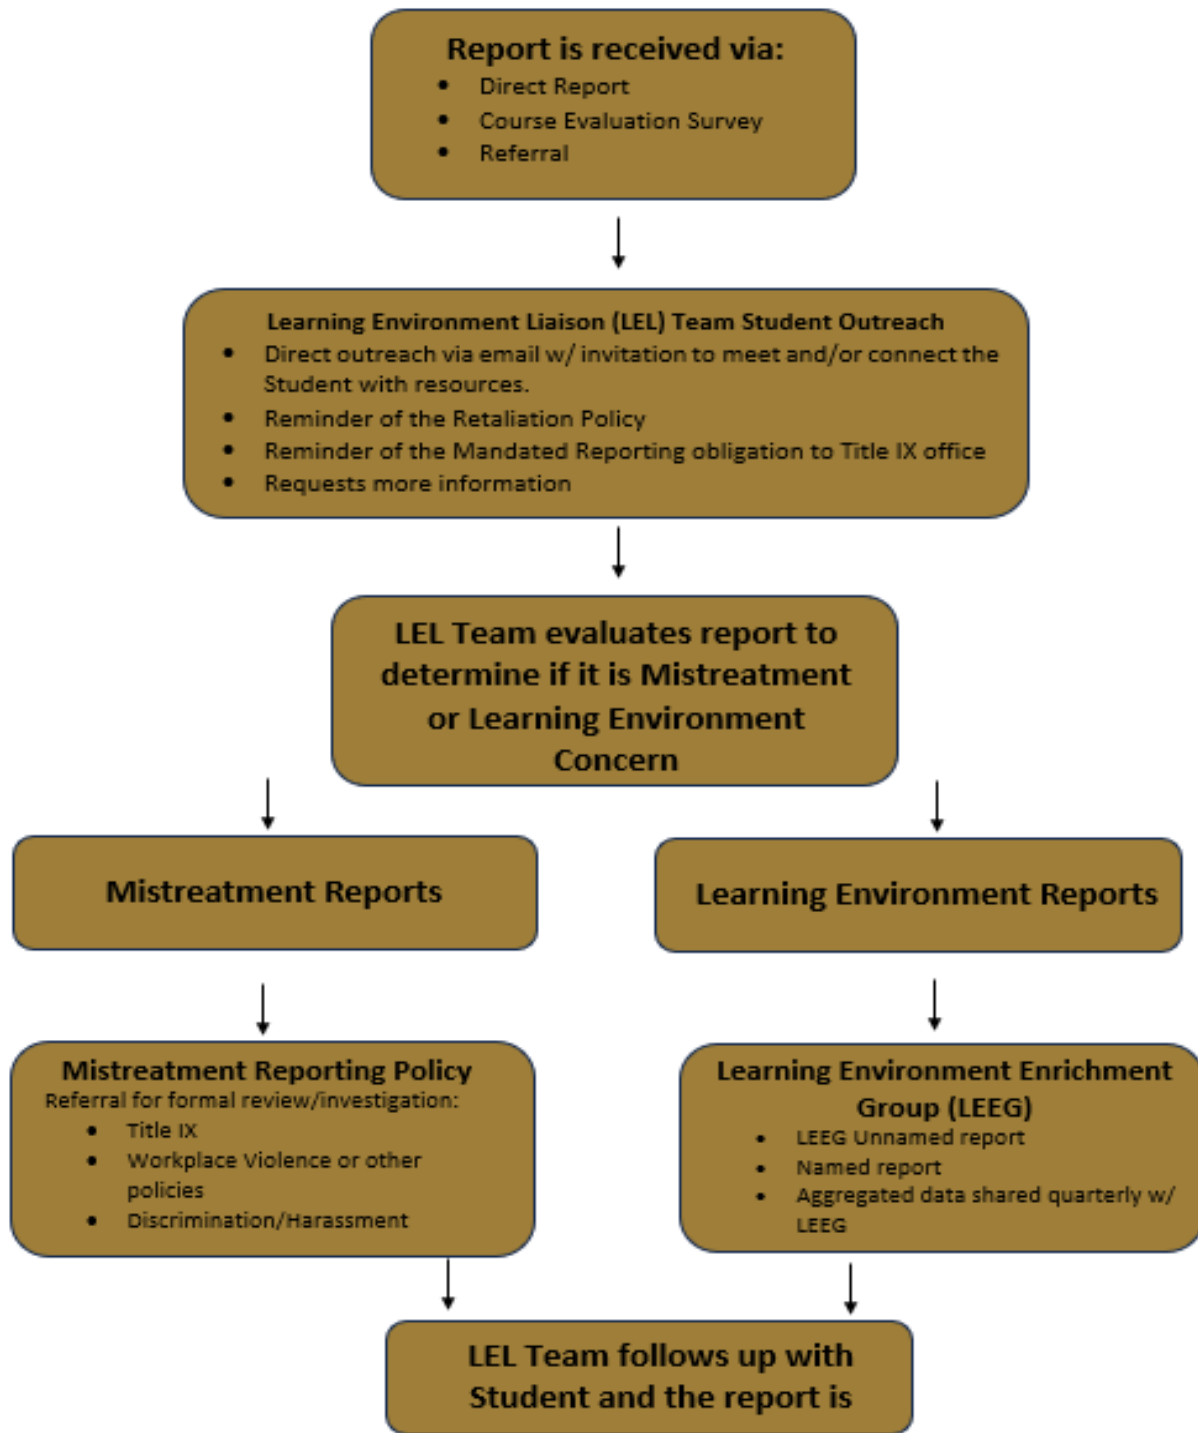 Report is received via:
• Direct Report
• Course Evaluation Survey
• Referral
Learning Environment Liaison (LEL) Team Student Outreach
• Direct outreach via email w/ invitation to meet and/or connect the
Student with resources.
• Reminder of the Retaliation Policy
• Reminder of the Mandated Reporting obligation to Title IX office
• Requests more information
LEL Team evaluates report to
determine if it is Mistreatment
or Learning Environment
Concern
Mistreatment Reports
Learning Environment Reports
Mistreatment Reporting Policy
Referral for formal review/investigation:
• Title IX
• Workplace Violence or other
policies
• Discrimination/Harassment
Learning Environment Enrichment
Group (LEEG)
• LEEG Unnamed report
• Named report
• Aggregated data shared quarterly w/
LEEG
LEL Team follows up with
Student and the report is